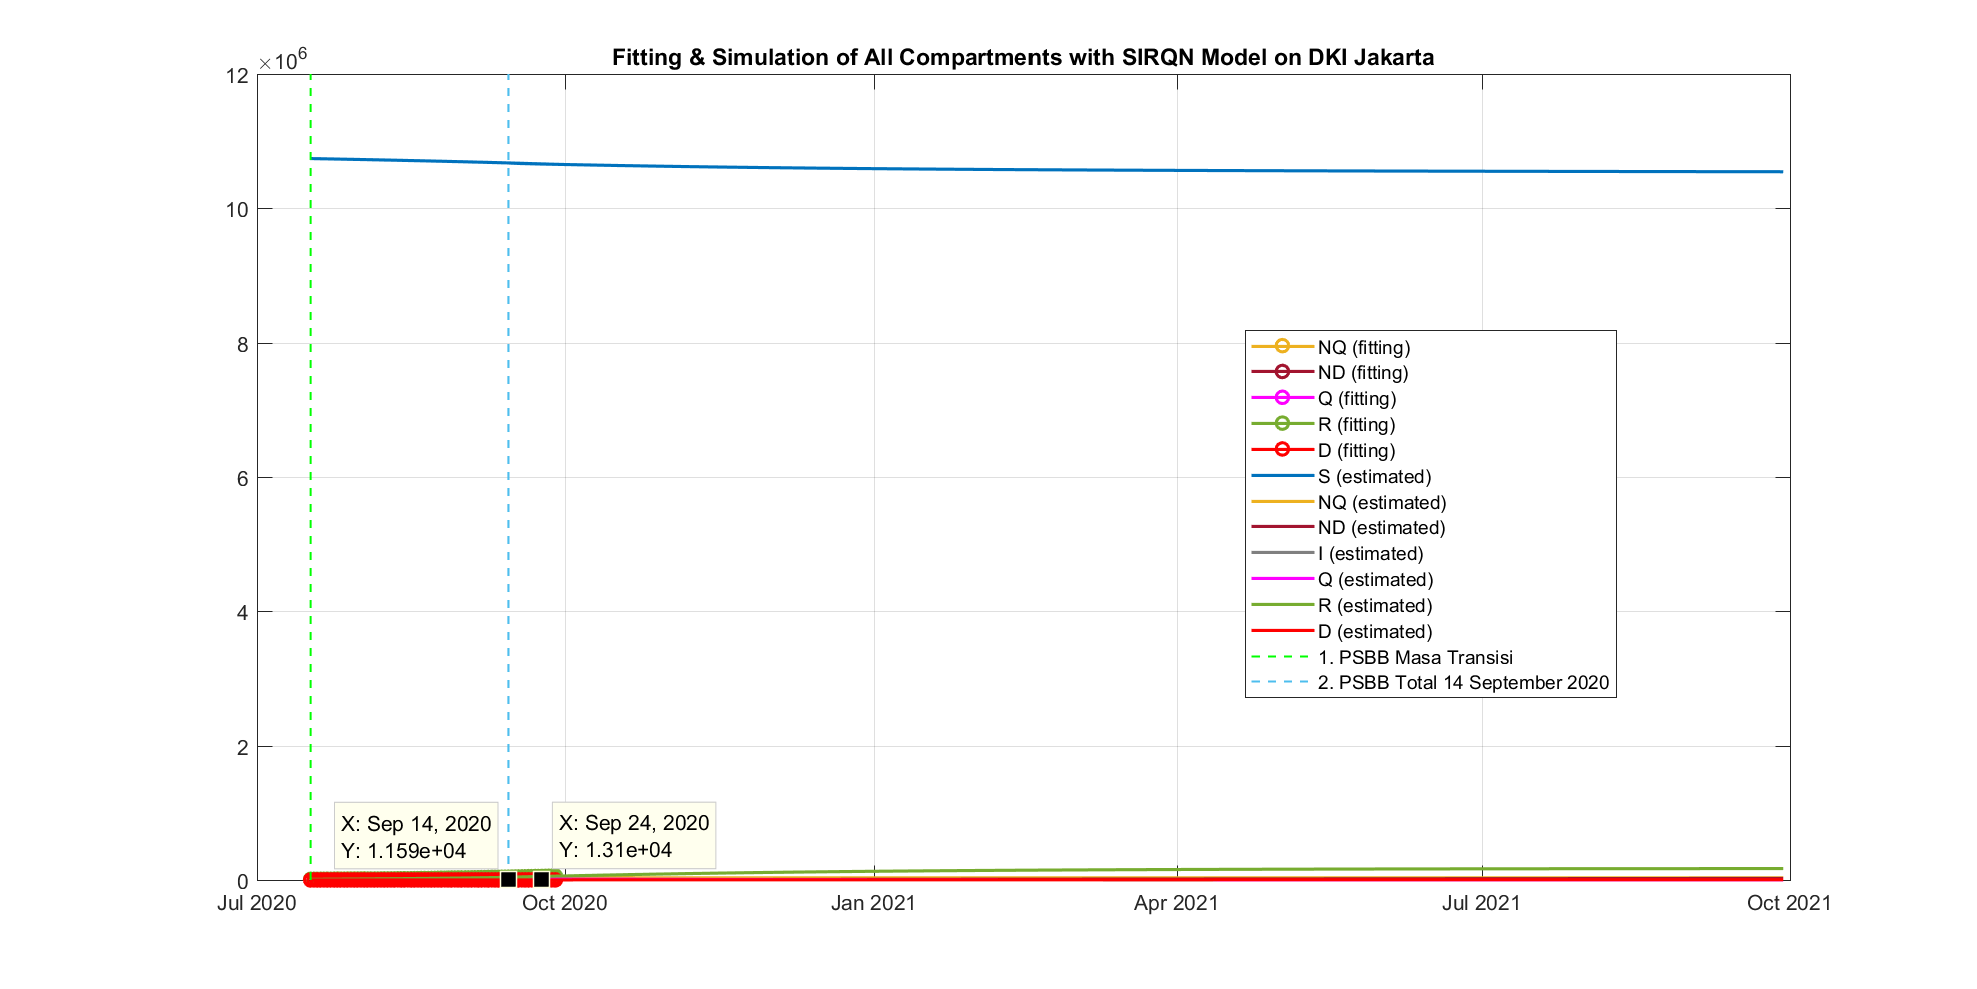 Fitting & Simulation of All Compartments with SIRQN Model on DKI Jakarta
×10^6
12
10
8
6
4
2
0
NQ (fitting)
ND (fitting)
Q (fitting)
R (fitting)
D (fitting)
S (estimated)
NQ (estimated)
ND (estimated)
I (estimated)
Q (estimated)
R (estimated)
D (estimated)
1. PSBB Masa Transisi
2. PSBB Total 14 September 2020
X: Sep 14, 2020
Y: 1.159e+04
X: Sep 24, 2020
Y: 1.31e+04
Jul 2020 Oct 2020 Jan 2021 Apr 2021 Jul 2021 Oct 2021